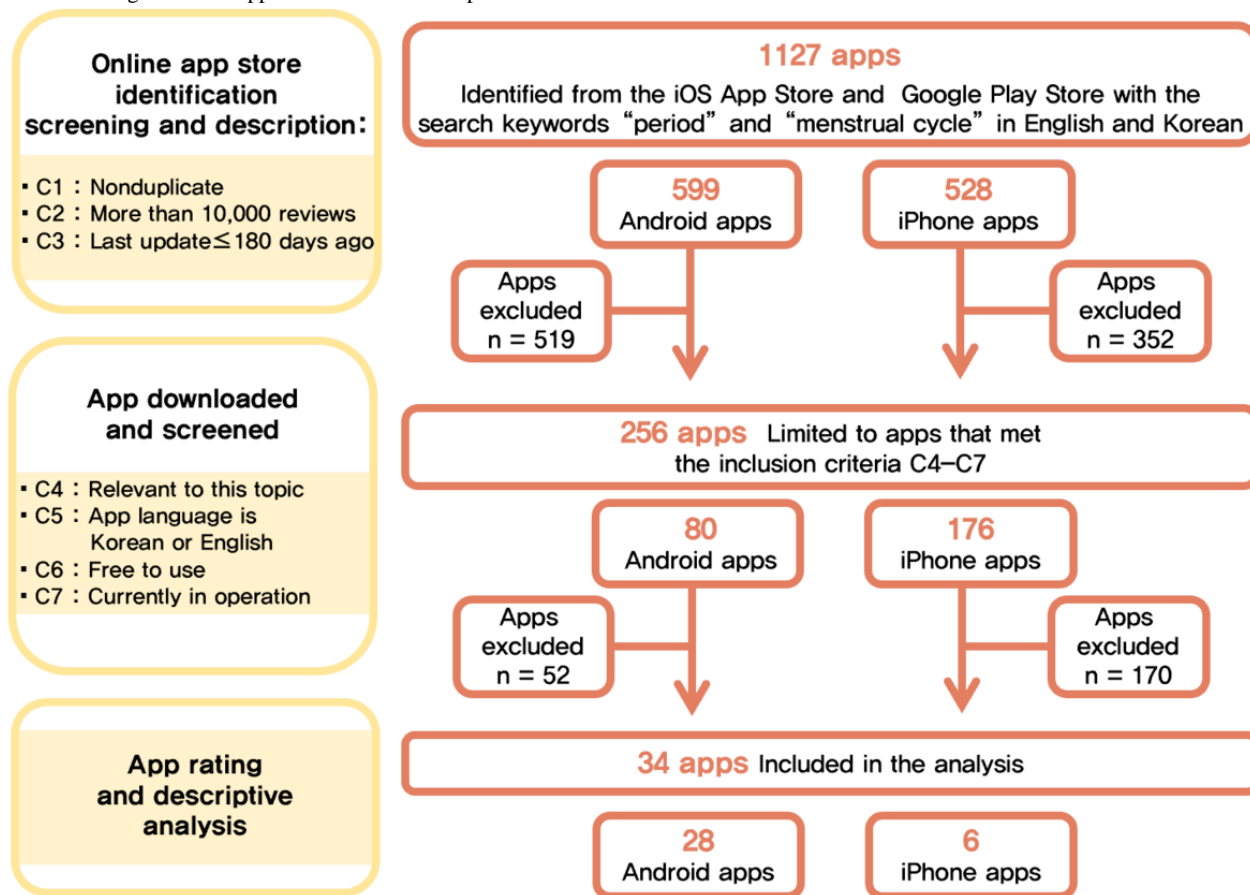 Online app store
identification
screening and description:
▪ C1 : Nonduplicate
▪ C2 : More than 10,000 reviews
▪ C3 : Last update≤180 days ago
1127 apps
Identified from the iOS App Store and Google Play Store with the
search keywords “period” and “menstrual cycle” in English and Korean
599
Android apps
528
iPhone apps
Apps
excluded
n = 519
Apps
excluded
n = 352
App downloaded
and screened
▪ C4 : Relevant to this topic
▪ C5 : App language is
Korean or English
▪ C6 : Free to use
▪ C7 : Currently in operation
256 apps Limited to apps that met
the inclusion criteria C4–C7
80
Android apps
176
iPhone apps
Apps
excluded
n = 52
Apps
excluded
n = 170
App rating
and descriptive
analysis
34 apps Included in the analysis
28
Android apps
6
iPhone apps